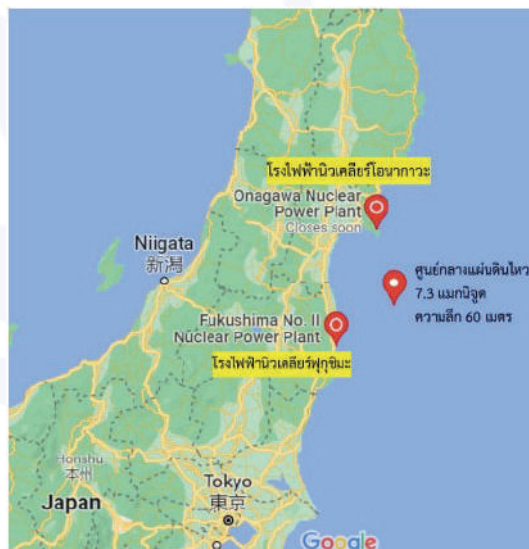 โรงไฟฟ้านิวเคลียร์โอนากาวะ
Onagawa Nuclear
Power Plant
Closes soon
Niigata
新潟
ศูนย์กลางแผ่นดินไหว
7.3 แมกนิจูด
ความลึก 60 เมตร
Fukushima No. II
Nuclear Power Plant
โรงไฟฟ้านิวเคลียร์ฟุกุชิมะ
Honshu
本州
Tokyo
東京
Japan
Google